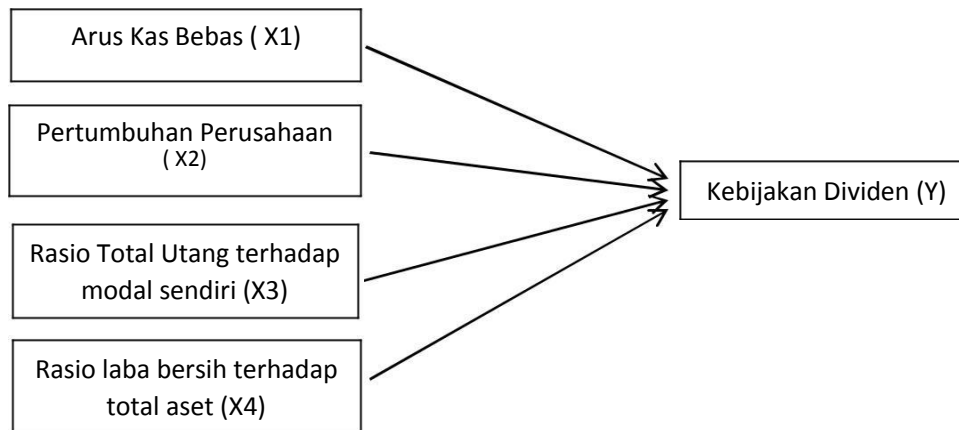 Arus Kas Bebas ( X1)
Pertumbuhan Perusahaan
( X2)
Kebijakan Dividen (Y)
Rasio Total Utang terhadap
modal sendiri (X3)
Rasio laba bersih terhadap
total aset (X4)